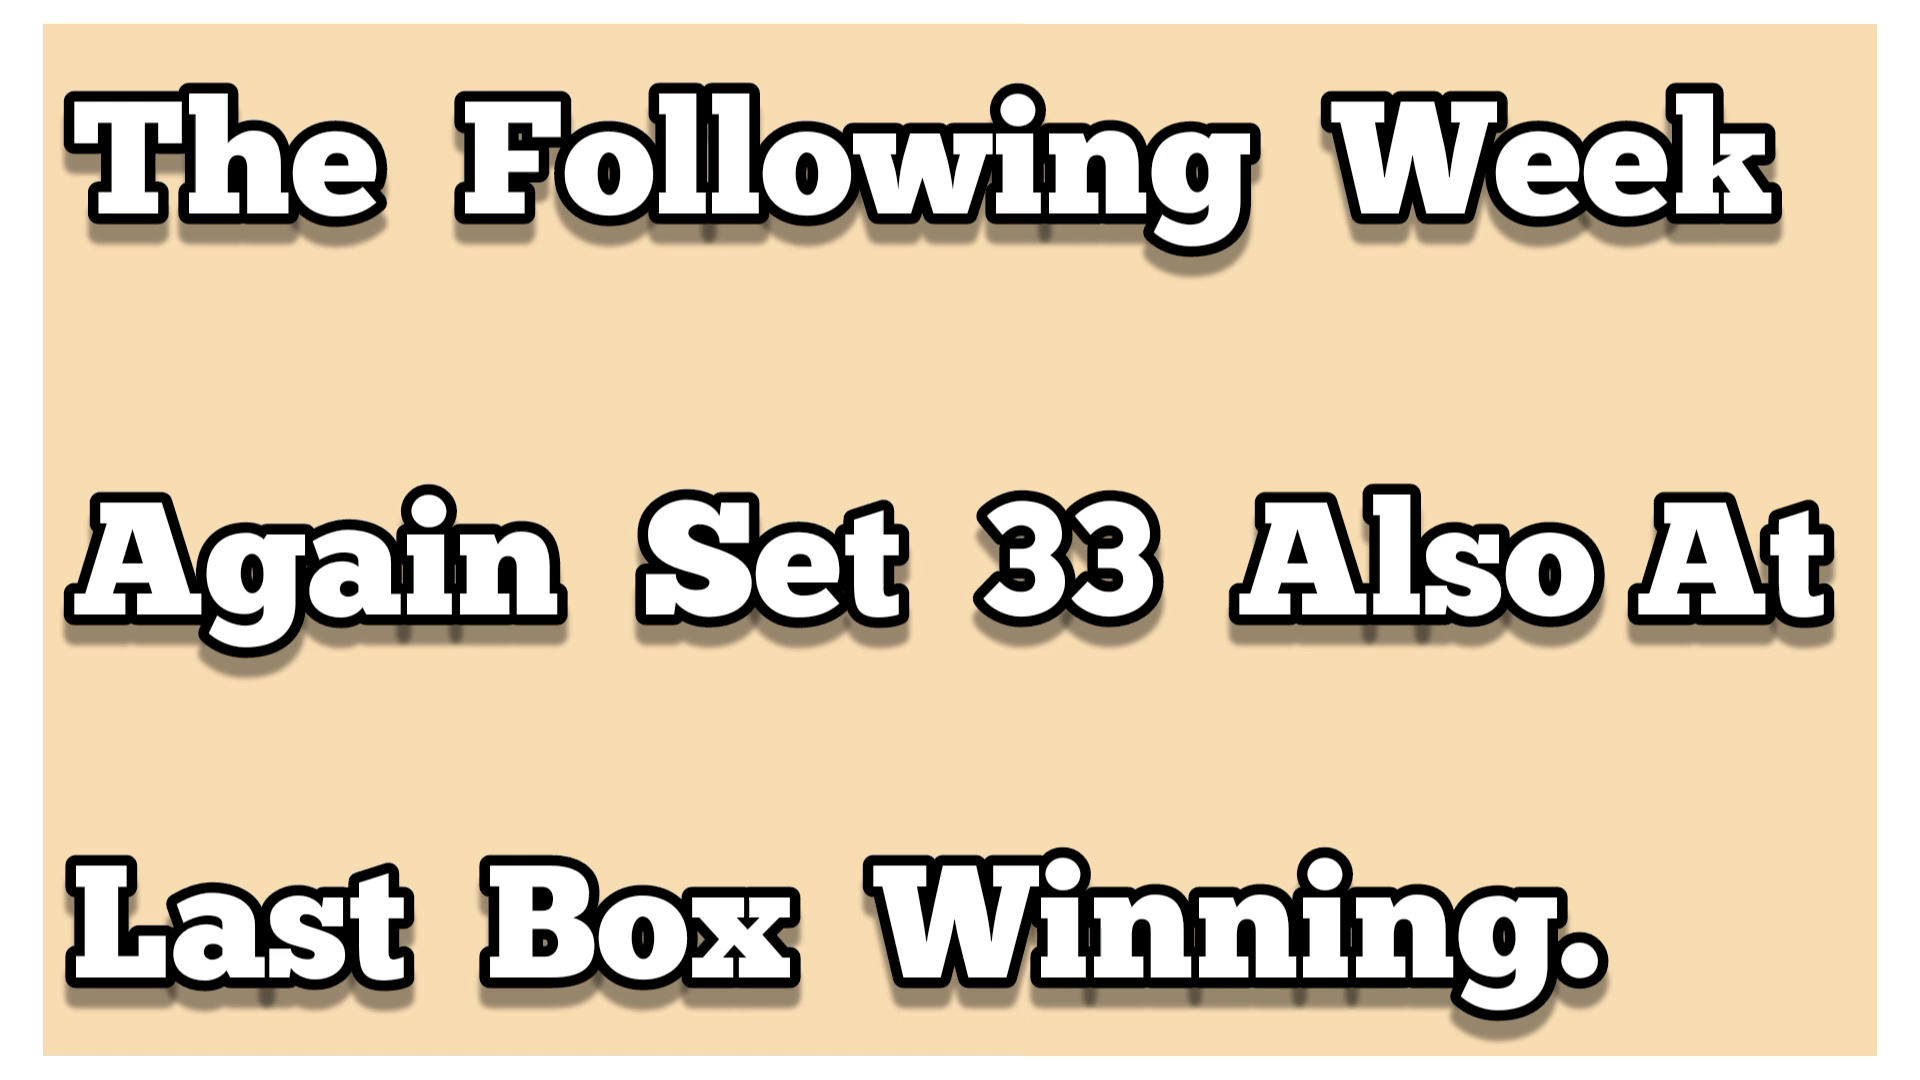 The Following Week
Again Set 33 Also At
Last Box Winning.